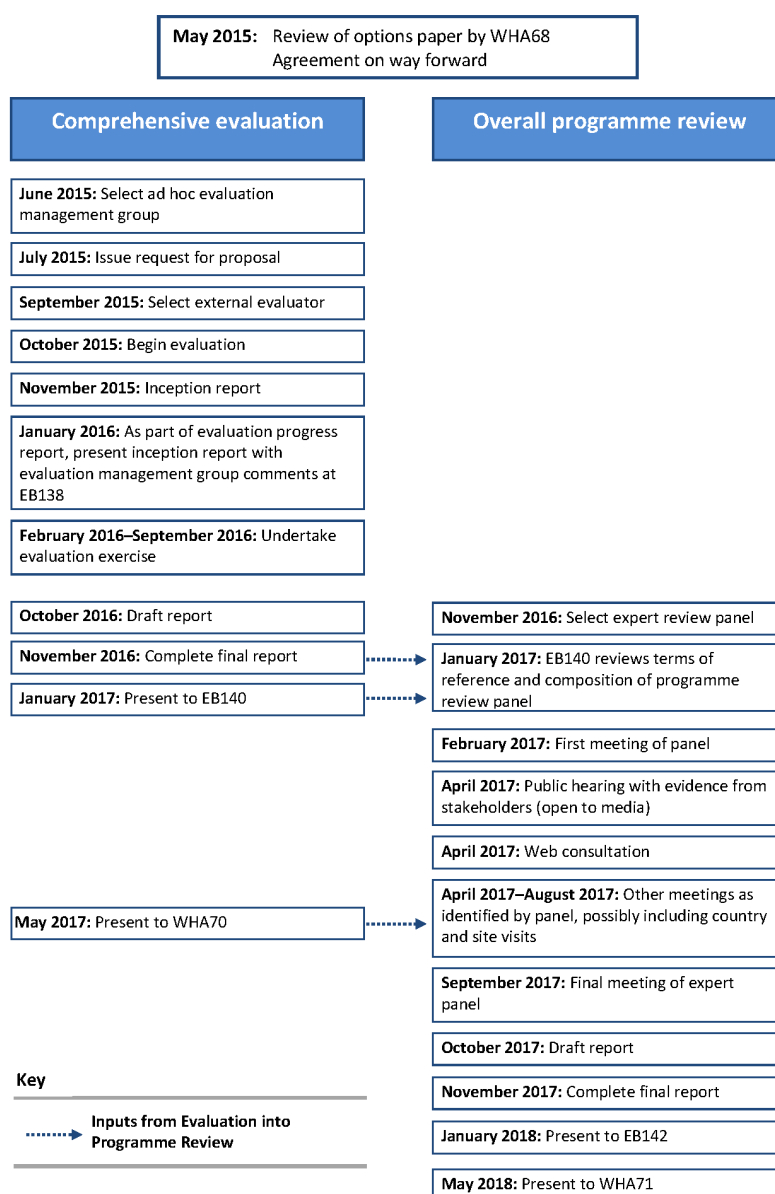 May 2015: Review of options paper by WHA68
Agreement on way forward
Comprehensive evaluation
Overall programme review
June 2015: Select ad hoc evaluation
management group
July 2015: Issue request for proposal
September 2015: Select external evaluator
October 2015: Begin evaluation
November 2015: Inception report
January 2016: As part of evaluation progress
report, present inception report with
evaluation management group comments at
EB138
February 2016–September 2016: Undertake
evaluation exercise
October 2016: Draft report
November 2016: Complete final report
January 2017: Present to EB140
May 2017: Present to WHA70
November 2016: Select expert review panel
January 2017: EB140 reviews terms of
reference and composition of programme
review panel
February 2017: First meeting of panel
April 2017: Public hearing with evidence from
stakeholders (open to media)
April 2017: Web consultation
April 2017–August 2017: Other meetings as
identified by panel, possibly including country
and site visits
September 2017: Final meeting of expert
panel
October 2017: Draft report
November 2017: Complete final report
January 2018: Present to EB142
May 2018: Present to WHA71
Key
Inputs from Evaluation into
Programme Review